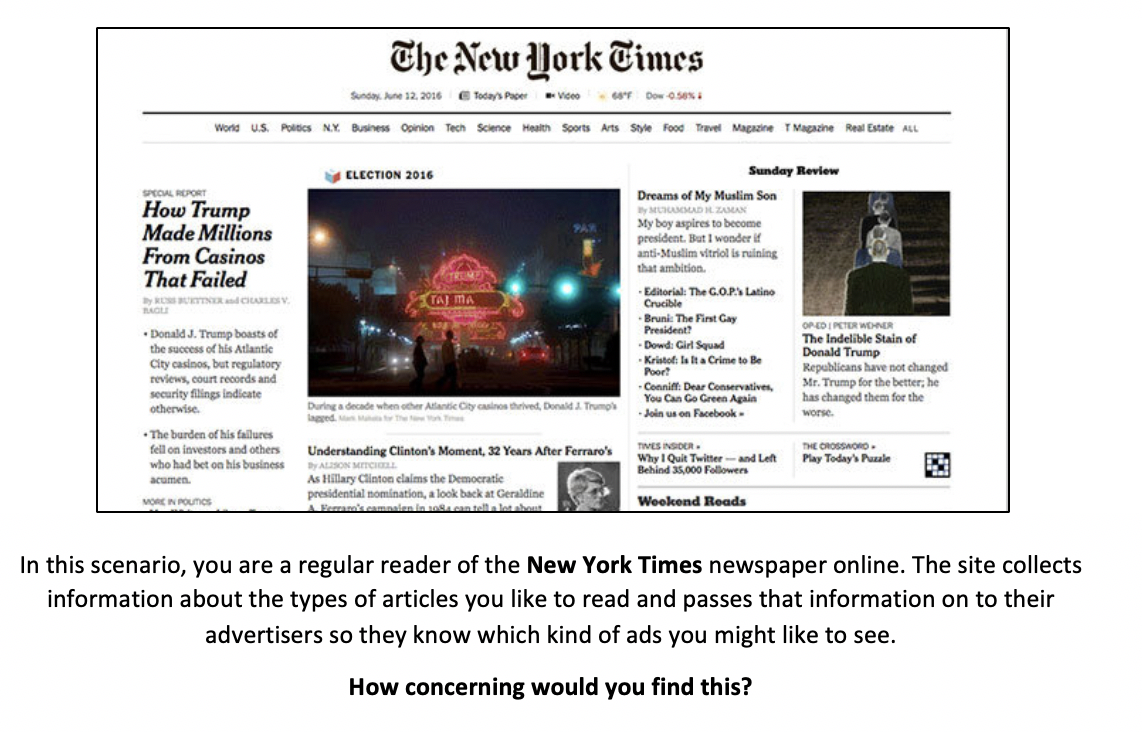 The New York Times
Sunday, June 12, 2016
Today's Paper
Video
68°F
Dow -0.56%
World U.S. Politics N.Y. Business Opinion Tech Science Health Sports Arts Style Food Travel Magazine T Magazine Real Estate ALL
SPECIAL REPORT
How Trump
Made Millions
From Casinos
That Failed
By RUSS BUETTNER and CHARLES V.
BAGLI
• Donald J. Trump boasts of
the success of his Atlantic
City casinos, but regulatory
reviews, court records and
security filings indicate
otherwise.
• The burden of his failures
fell on investors and others
who had bet on his business
acumen.
MORE IN POLITICS
ELECTION 2016
TRUMP
TAJ MA
During a decade when other Atlantic City casinos thrived, Donald J. Trump's
lagged. Mark Makela for The New York Times
Understanding Clinton's Moment, 32 Years After Ferraro's
By ALISON MITCHELL
As Hillary Clinton claims the Democratic
presidential nomination, a look back at Geraldine
A. Ferraro's campaign in 1984 can tell a lot about
Sunday Review
Dreams of My Muslim Son
By MUHAMMAD H. ZAMAN
My boy aspires to become
president. But I wonder if
anti-Muslim vitriol is ruining
that ambition.
· Editorial: The G.O.P.'s Latino
Crucible
· Bruni: The First Gay
President?
· Dowd: Girl Squad
· Kristof: Is It a Crime to Be
Poor?
· Conniff: Dear Conservatives,
You Can Go Green Again
· Join us on Facebook »
OP-ED | PETER WEHNER
The Indelible Stain of
Donald Trump
Republicans have not changed
Mr. Trump for the better; he
has changed them for the
worse.
TIMES INSIDER »
Why I Quit Twitter — and Left
Behind 35,000 Followers
THE CROSSWORD »
Play Today's Puzzle
Weekend Reads
In this scenario, you are a regular reader of the New York Times newspaper online. The site collects
information about the types of articles you like to read and passes that information on to their
advertisers so they know which kind of ads you might like to see.
How concerning would you find this?